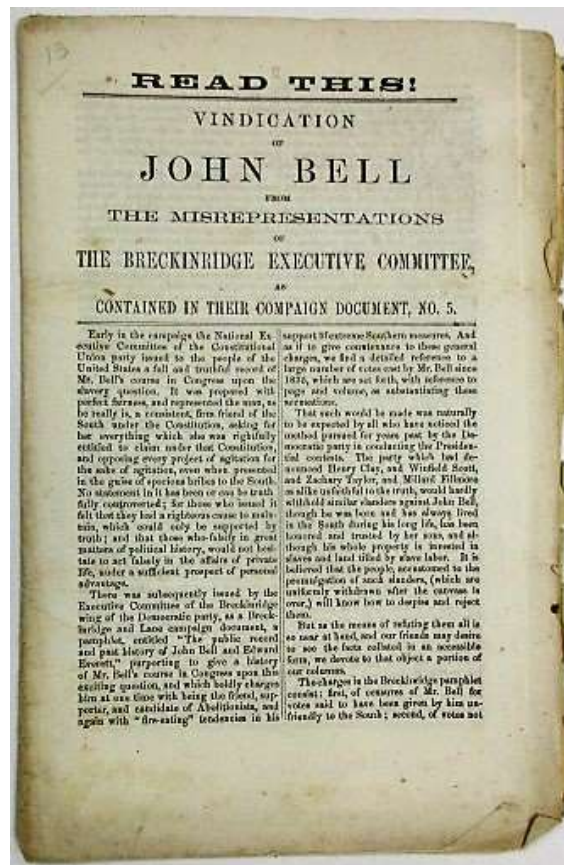 13
READ THIS!
VINDICATION
OF
JOHN BELL
FROM
THE MISREPRESENTATIONS
OF
THE BRECKINRIDGE EXECUTIVE COMMITTEE,
AS
CONTAINED IN THEIR COMPAIGN DOCUMENT, NO. 5.
Early in the campaign the National Ex-
ecutive Committee of the Constitutional
Union party issued to the people of the
United States a full and truthful record of
Mr. Bell's course in Congress upon the
slavery question. It was prepared with
perfect fairness, and represented the man, as
he really is, a consistent, firm friend of the
South under the Constitution, asking for
her everything which she was rightfully
entitled to claim under that Constitution,
and opposing every project of agitation for
the sake of agitation, even when presented
in the guise of specious bribes to the South.
No statement in it has been or can be truth-
fully controverted; for those who issued it
felt that they had a righteous cause to main-
tain, which could only be supported by
truth; and that those who falsify in great
matters of political history, would not hesi-
tate to act falsely in the affairs of private
life, under a sufficient prospect of personal
advantage.
There was subsequently issued by the
Executive Committee of the Breckinridge
wing of the Democratic party, as a Breck-
inridge and Lane campaign document, a
pamphlet, entitled "The public record
and past history of John Bell and Edward
Everett," purporting to give a history
of Mr. Bell's course in Congress upon this
exciting question, and which boldly charges
him at one time with being the friend, sup-
porter, and candidate of Abolitionists, and
again with "fire-eating" tendencies in his
support of extreme Southern measures. And
as if to give countenance to these general
charges, we find a detailed reference to a
large number of votes cast by Mr. Bell since
1835, which are set forth, with reference to
page and volume, as substantiating these
accusations.
That such would be made was naturally
to be expected by all who have noticed the
method pursued for years past by the De-
mocratic party in conducting the Presiden-
tial contests. The party which had de-
nounced Henry Clay, and Winfield Scott,
and Zachary Taylor, and Millard Fillmore
as alike unfaithful to the truth, would hardly
withhold similar slanders against John Bell,
though he was born and has always lived
in the South during his long life, has been
honored and trusted by her sons, and al-
though his whole property is invested in
slaves and land tilled by slave labor. It is
believed that the people, accustomed to the
promulgation of such slanders, (which are
uniformly withdrawn after the canvass is
over,) will know how to despise and reject
them.
But as the means of refuting them all is
so near at hand, and our friends may desire
to see the facts collated in an accessible
form, we devote to that object a portion of
our columns.
The charges in the Breckinridge pamphlet
consist: first, of censures of Mr. Bell for
votes said to have been given by him un-
friendly to the South; second, of votes not